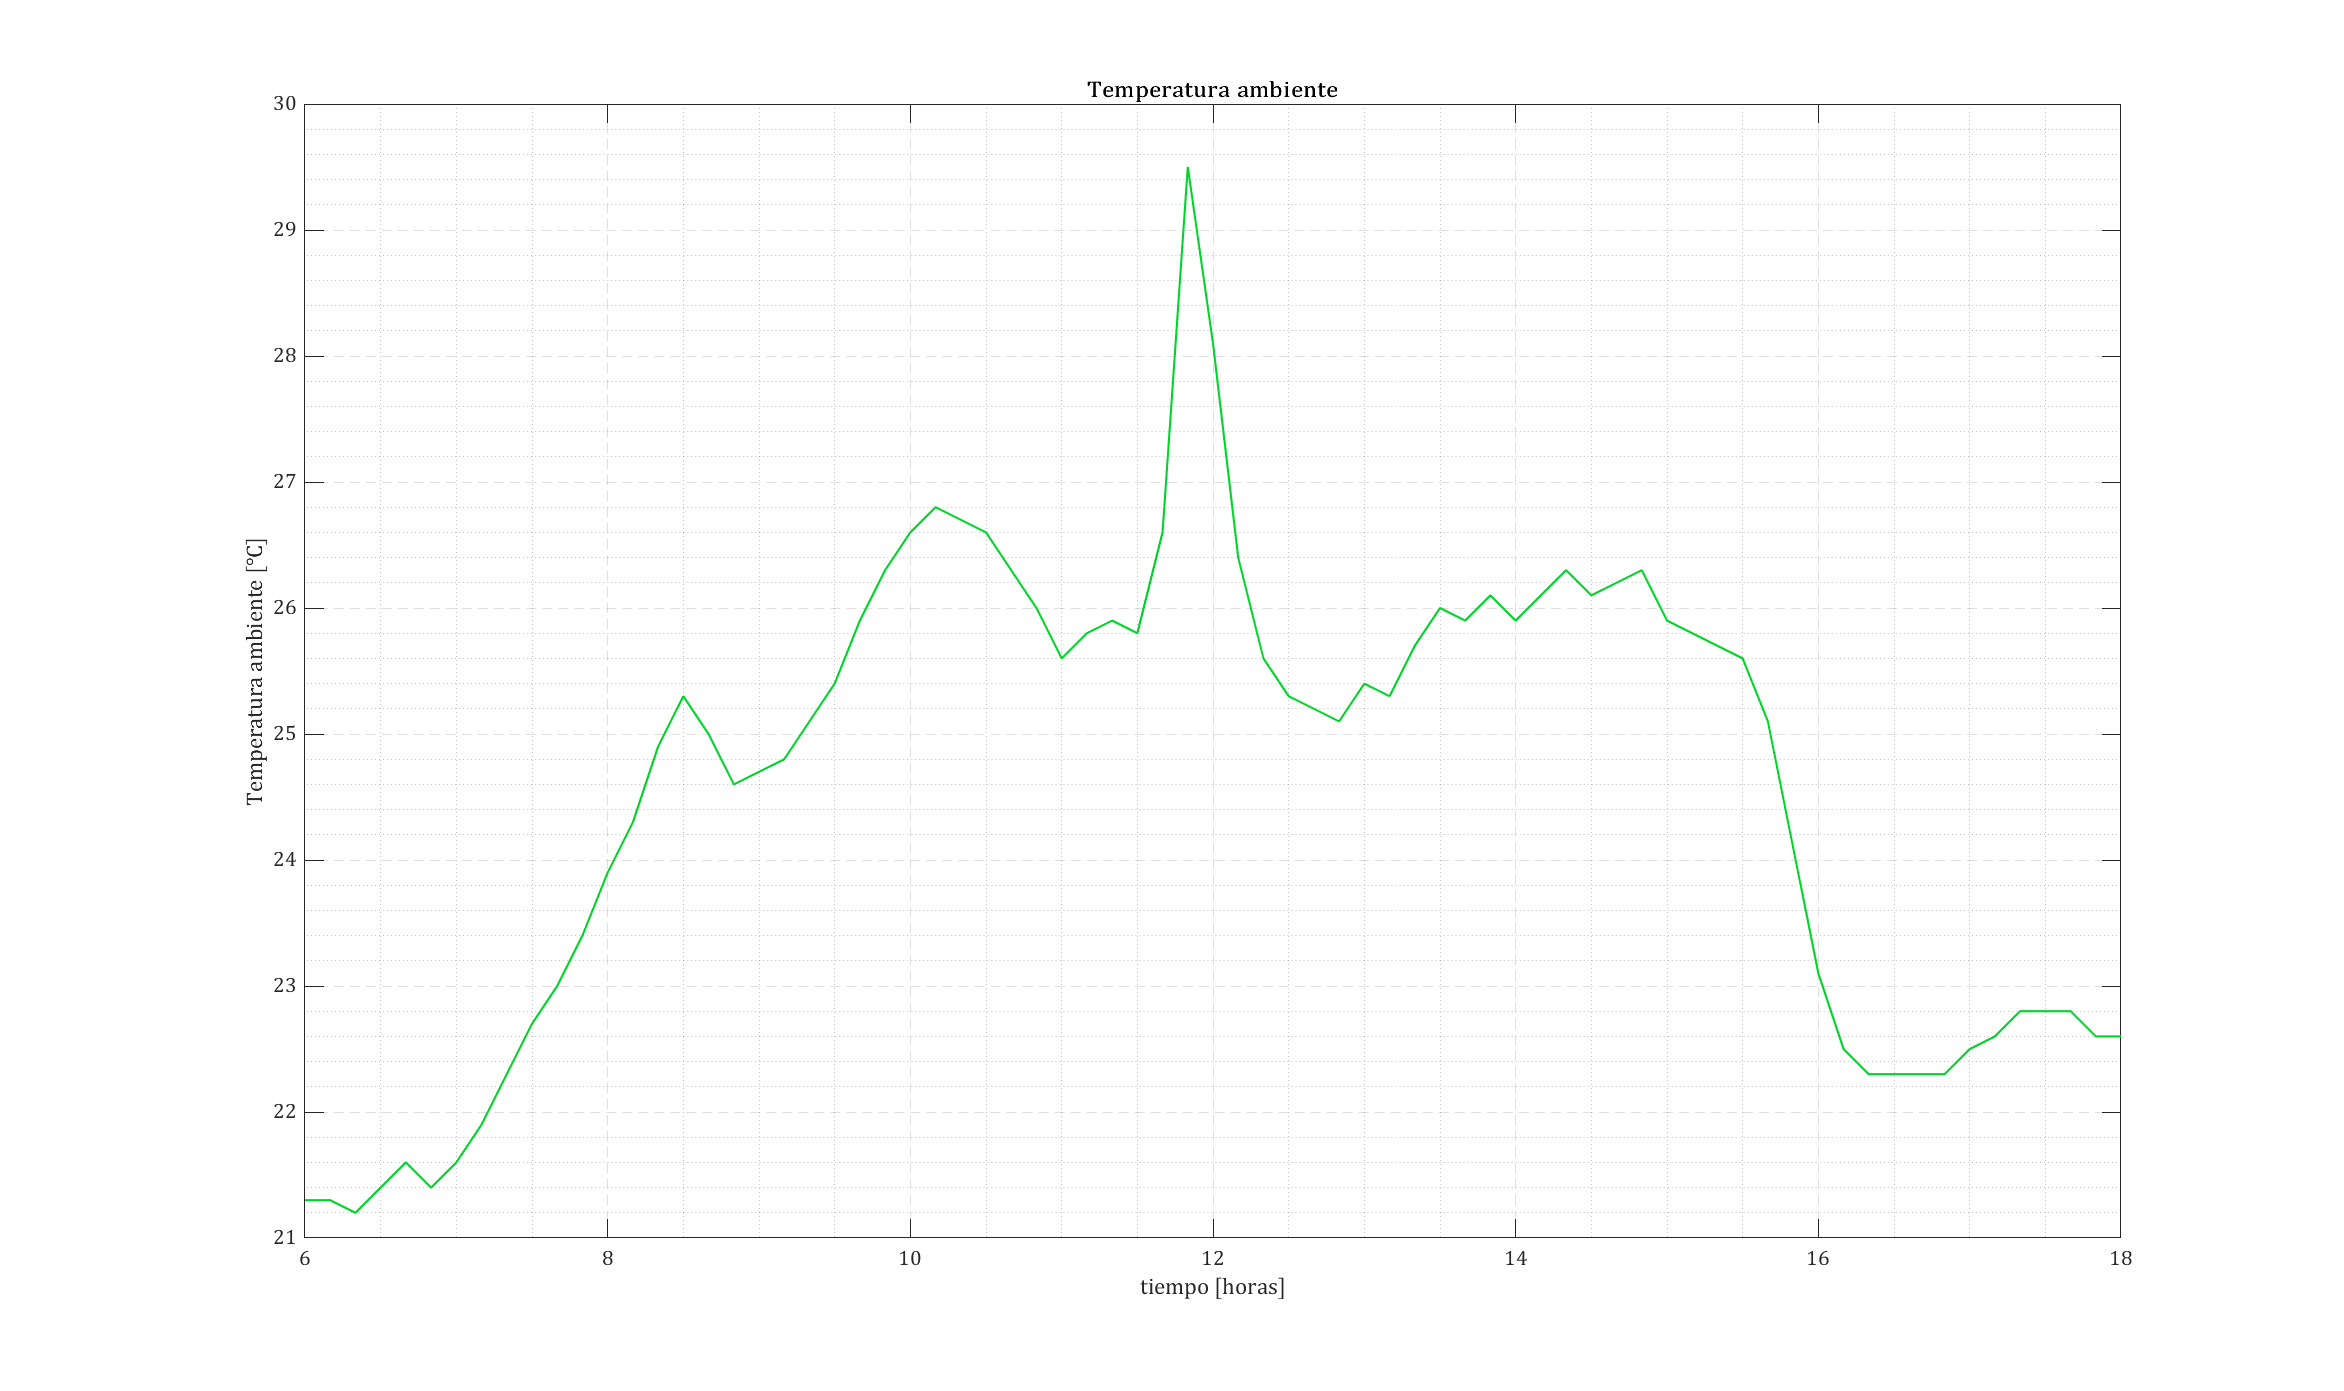 Temperatura ambiente
30
29
28
27
26
25
24
23
22
21
Temperatura ambiente [°C]
6 8 10 12 14 16 18
tiempo [horas]